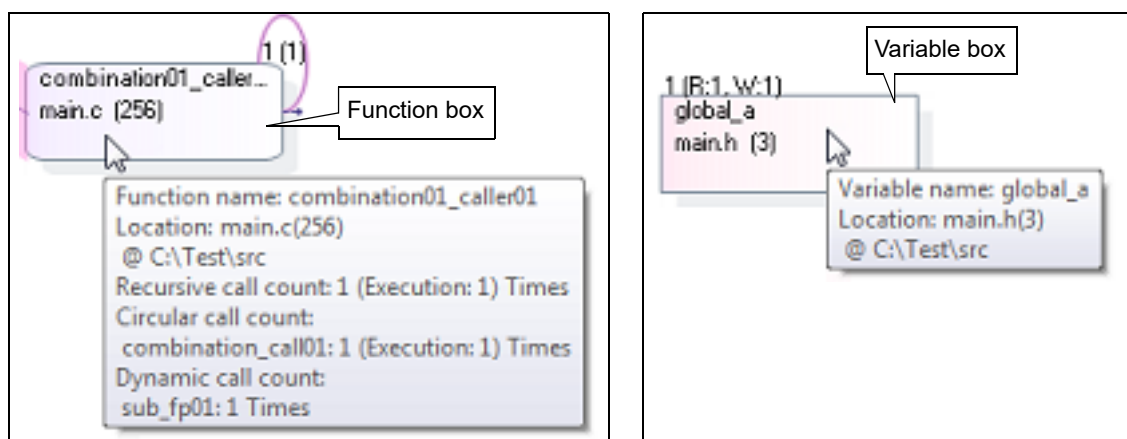 1 (1)
combination01_caller...
main.c (256)
Function box
Function name: combination01_caller01
Location: main.c(256)
@ C:\Test\src
Recursive call count: 1 (Execution: 1) Times
Circular call count:
combination_call01: 1 (Execution: 1) Times
Dynamic call count:
sub_fp01: 1 Times
Variable box
1 (R:1, W:1)
global_a
main.h (3)
Variable name: global_a
Location: main.h(3)
@ C:\Test\src